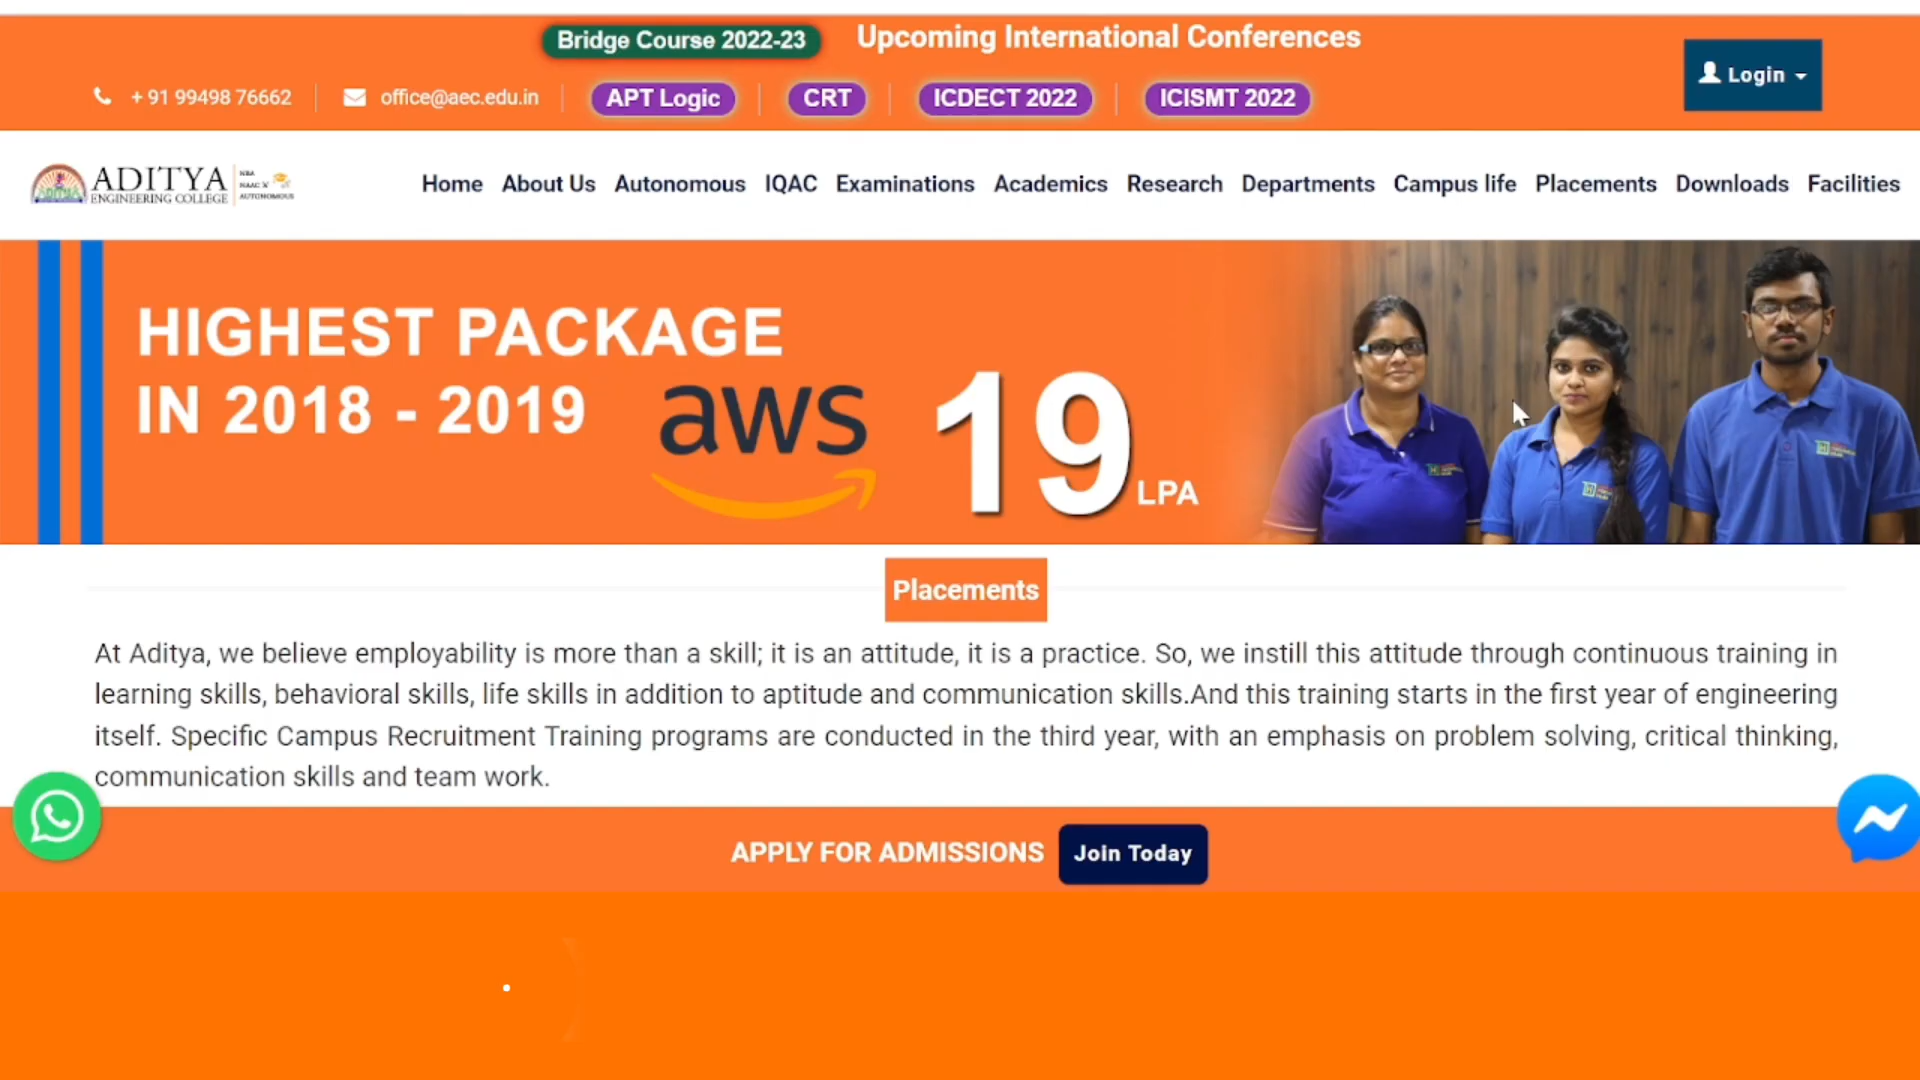 Bridge Course 2022-23
Upcoming International Conferences
+ 91 99498 76662
office@aec.edu.in
APT Logic
CRT
ICDECT 2022
ICISMT 2022
Login
ADITYA
ENGINEERING COLLEGE
NBA
NAAC
AUTONOMOUS
Home About Us Autonomous IQAC Examinations Academics Research Departments Campus life Placements Downloads Facilities
HIGHEST PACKAGE
IN 2018 - 2019
aws
19 LPA
Placements
At Aditya, we believe employability is more than a skill; it is an attitude, it is a practice. So, we instill this attitude through continuous training in
learning skills, behavioral skills, life skills in addition to aptitude and communication skills.And this training starts in the first year of engineering
itself. Specific Campus Recruitment Training programs are conducted in the third year, with an emphasis on problem solving, critical thinking,
communication skills and team work.
APPLY FOR ADMISSIONS
Join Today